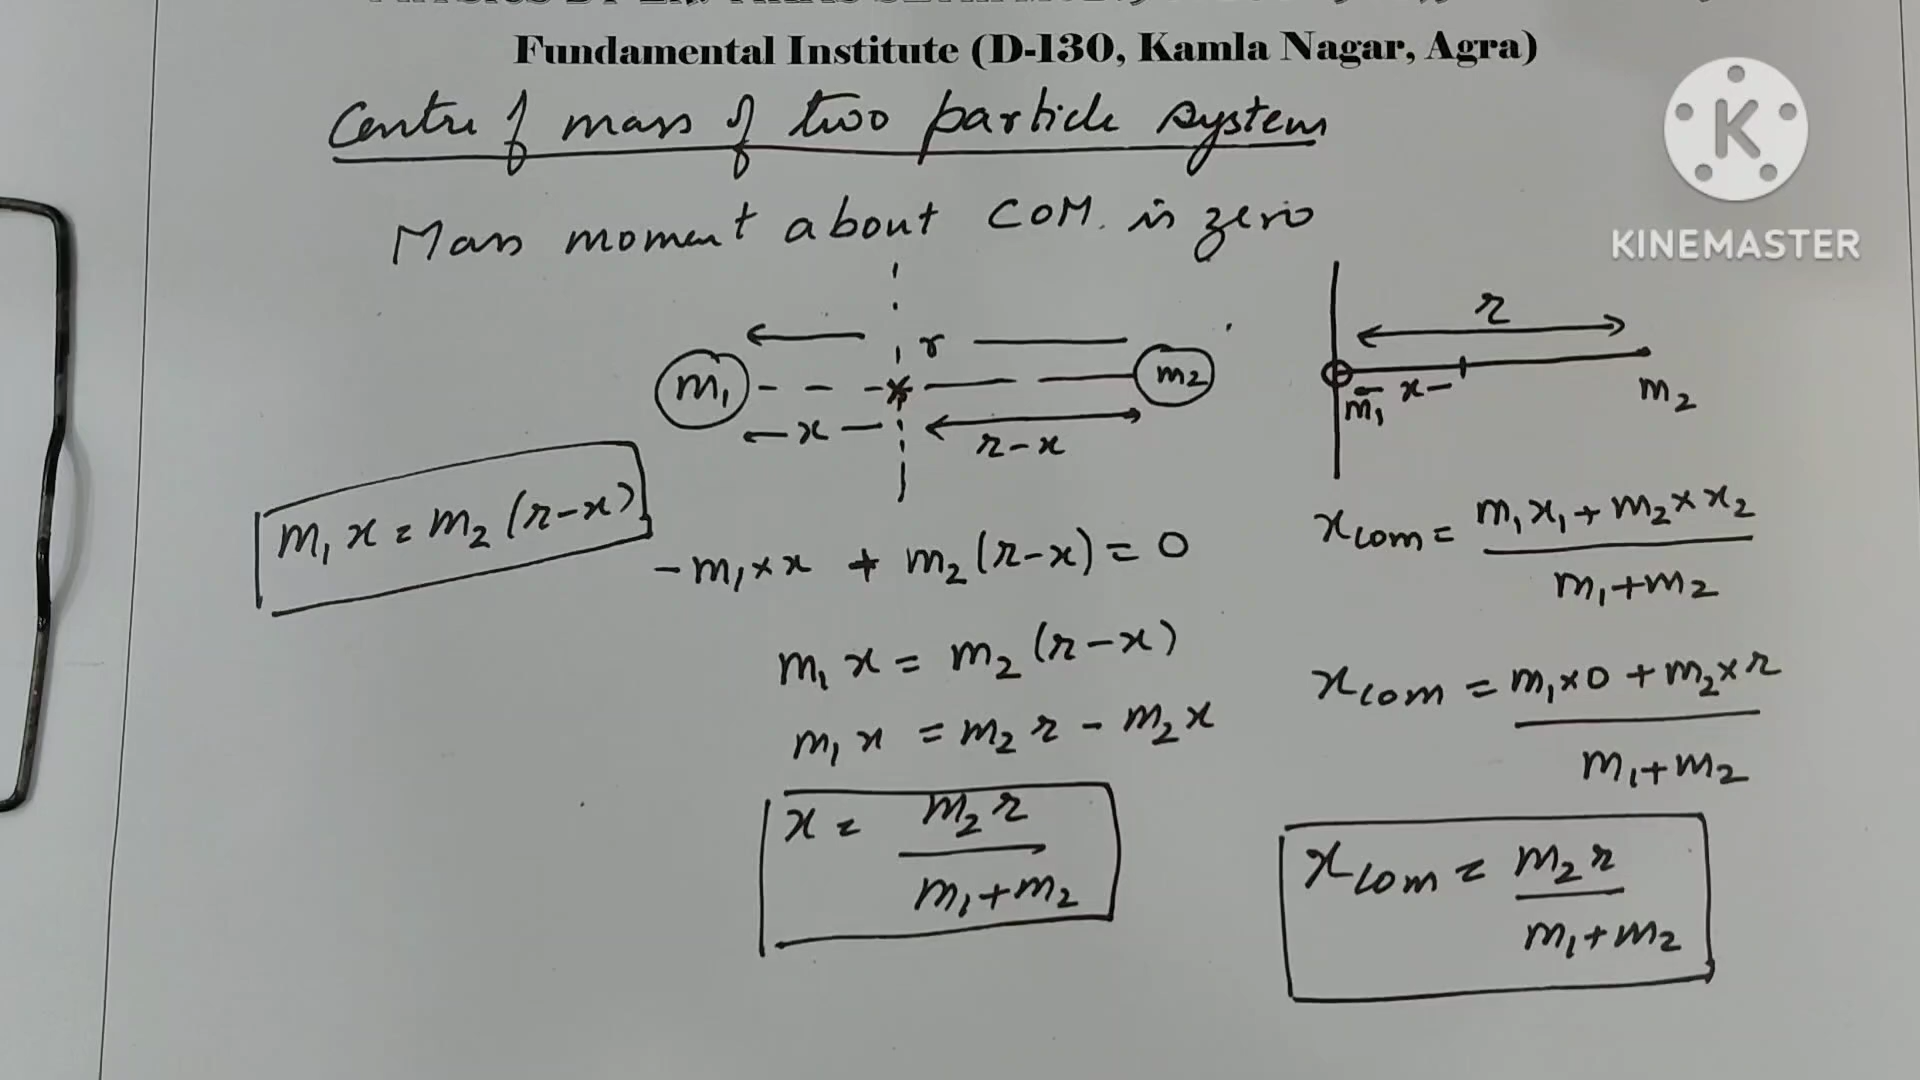 Fundamental Institute (D-130, Kamla Nagar, Agra)
Centre of mass of two particle system
Mass moment about COM. is zero
K
KINEMASTER
r
m₁ m₂
x
r-x
r
x
m₁
m₂
m₁x = m₂(r-x)
-m₁×x + m₂(r-x) = 0
m₁x = m₂(r-x)
m₁x = m₂r - m₂x
x = m₂r / m₁+m₂
xcom = m₁x₁+m₂×x₂ / m₁+m₂
xcom = m₁×0+m₂×r / m₁+m₂
xcom = m₂r / m₁+m₂